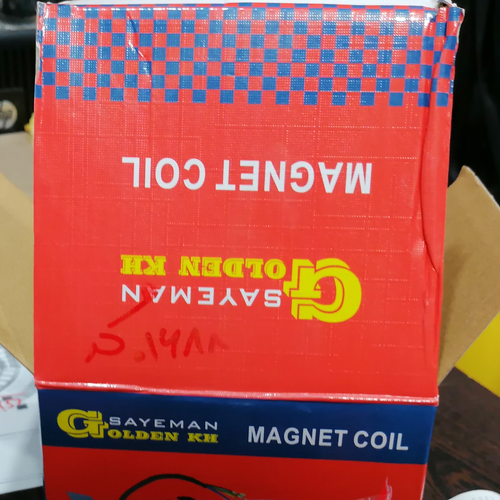 MAGNET COIL
SAYEMAN
GOLDEN KH
SAYEMAN
GOLDEN KH
MAGNET COIL